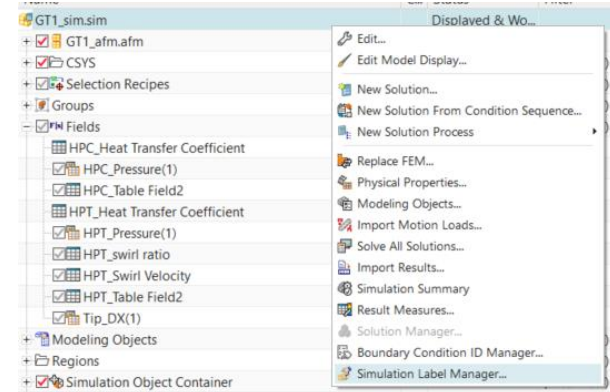 Name
Status
GT1_sim.sim
Displayed & Wo...
GT1_afm.afm
CSYS
Selection Recipes
Groups
Fields
HPC_Heat Transfer Coefficient
HPC_Pressure(1)
HPC_Table Field2
HPT_Heat Transfer Coefficient
HPT_Pressure(1)
HPT_swirl ratio
HPT_Swirl Velocity
HPT_Table Field2
Tip_DX(1)
Modeling Objects
Regions
Simulation Object Container
Edit...
Edit Model Display...
New Solution...
New Solution From Condition Sequence...
New Solution Process
Replace FEM...
Physical Properties...
Modeling Objects...
Import Motion Loads...
Solve All Solutions...
Import Results...
Simulation Summary
Result Measures...
Solution Manager...
Boundary Condition ID Manager...
Simulation Label Manager...